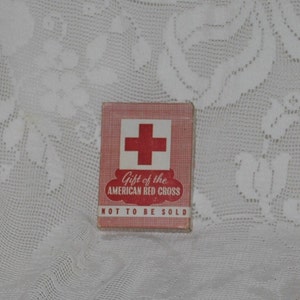 Gift of the
AMERICAN RED CROSS
NOT TO BE SOLD